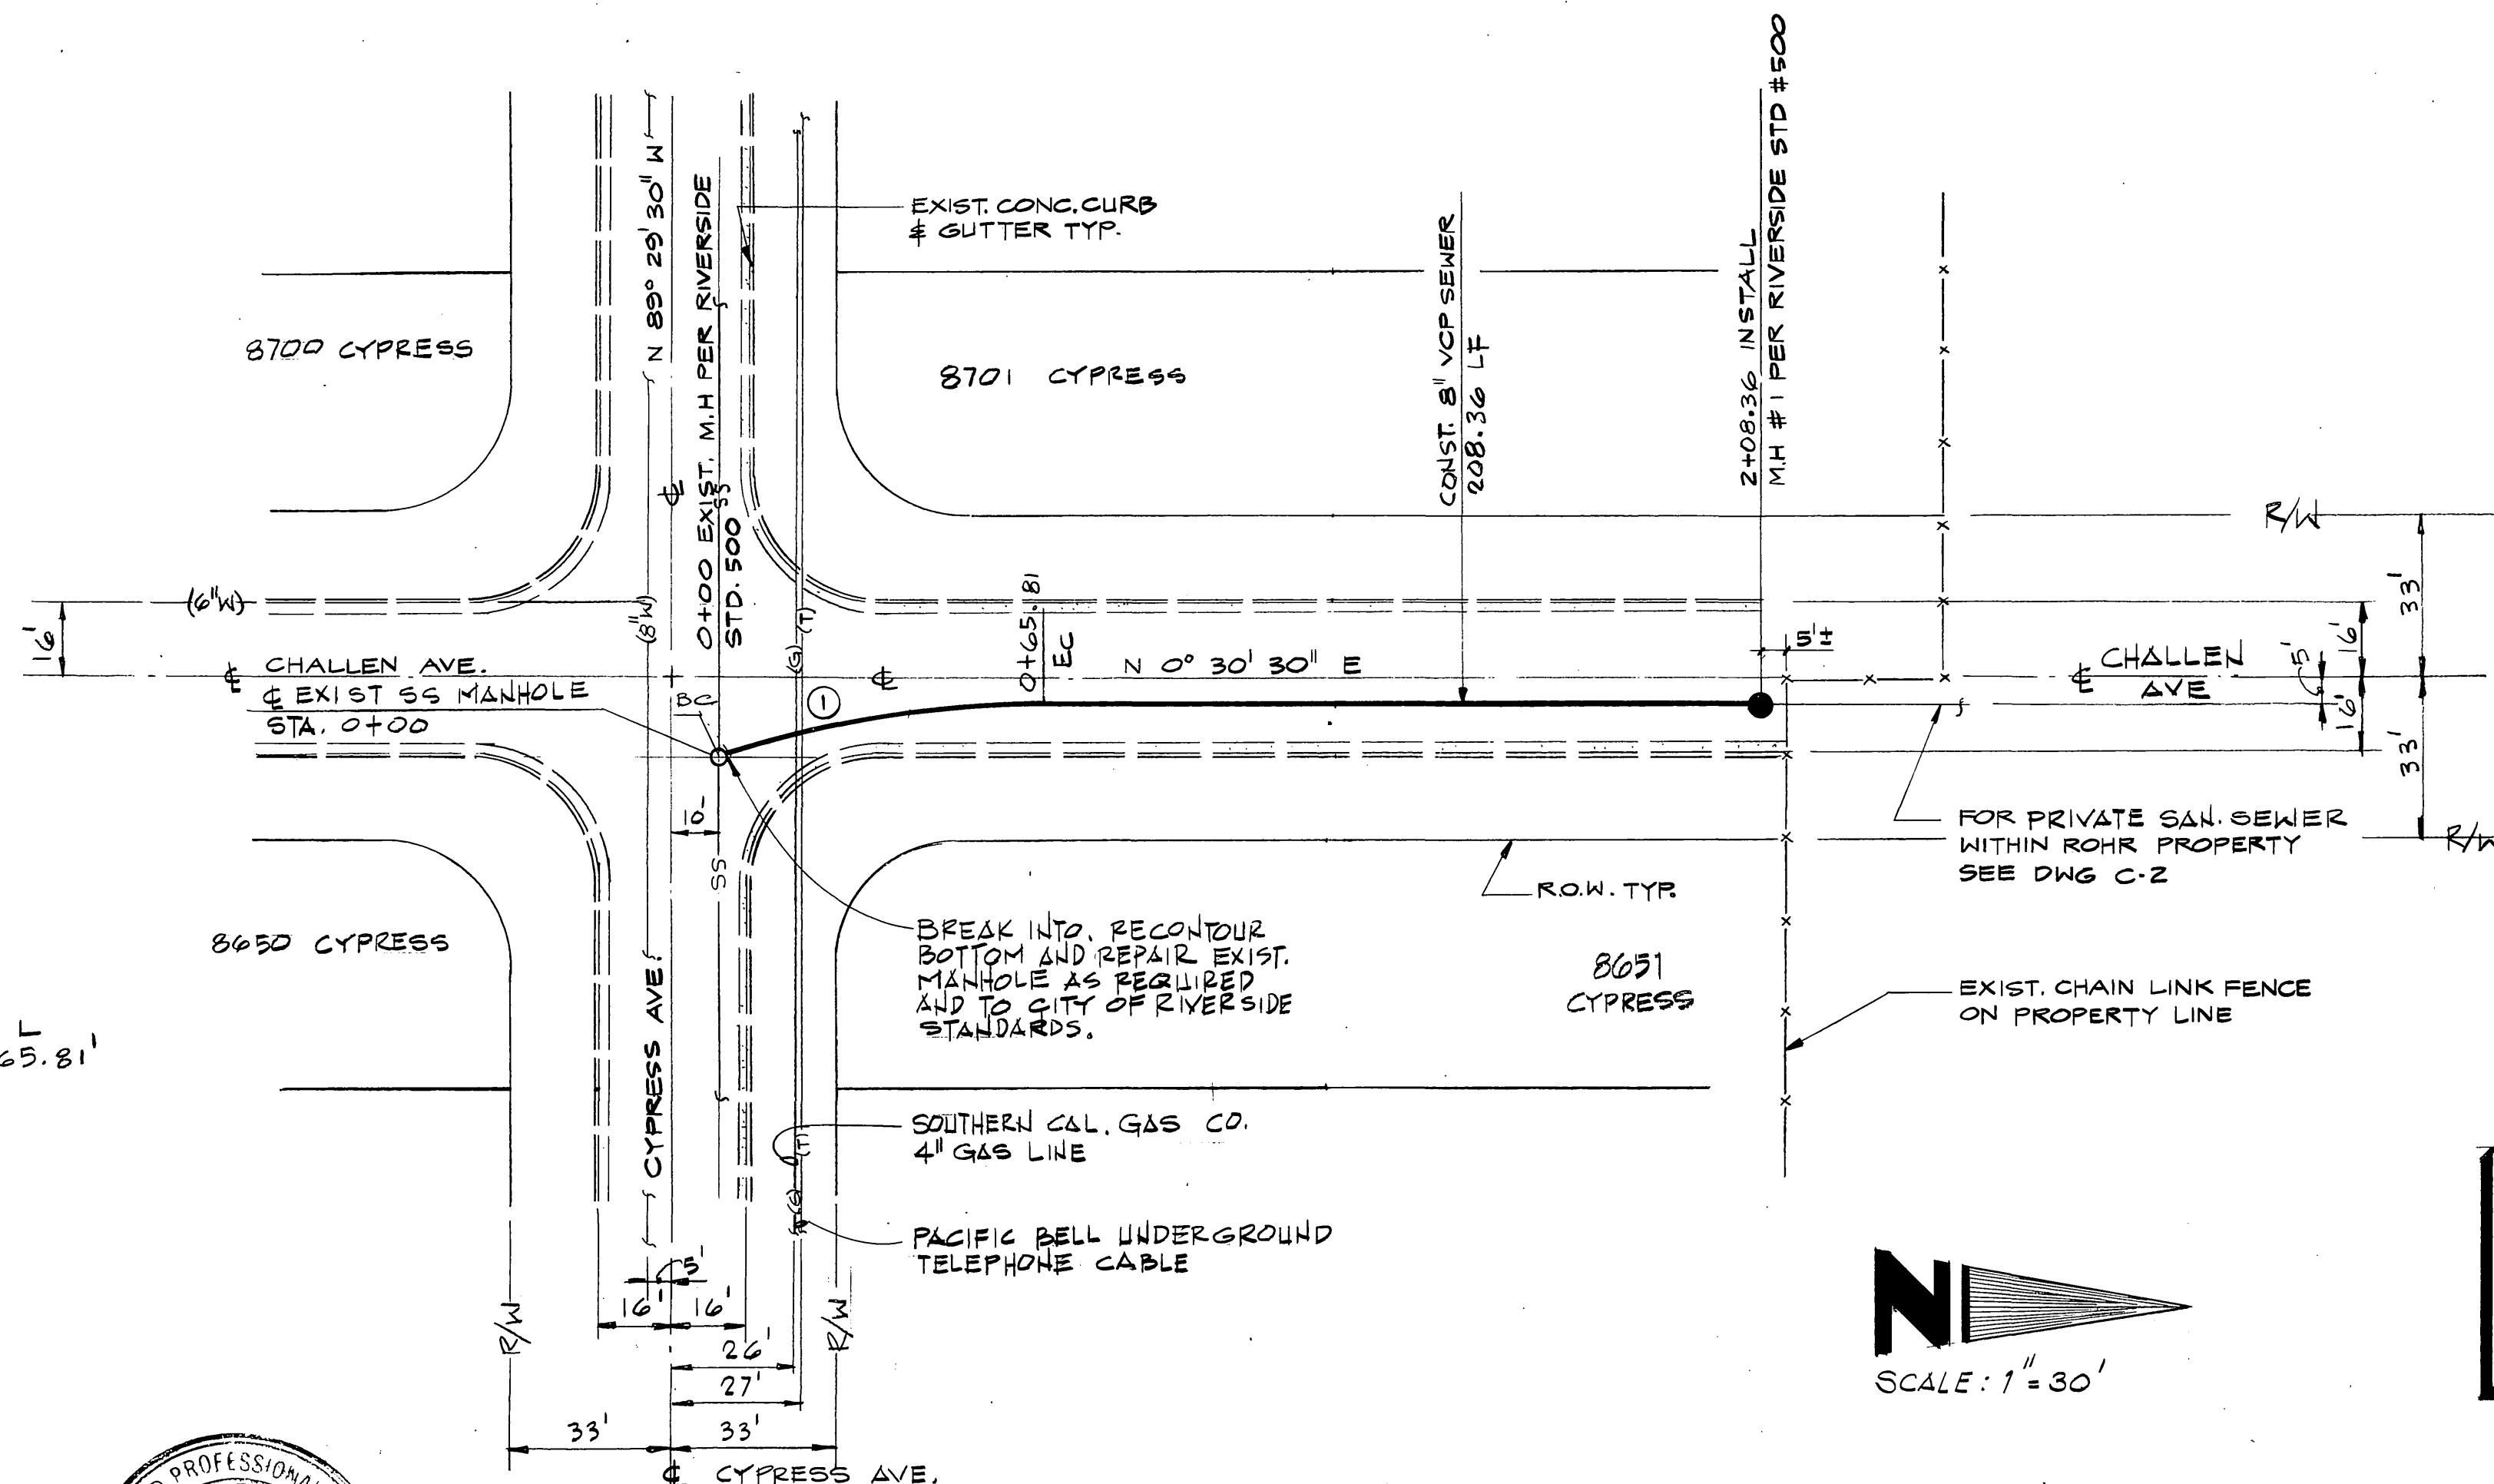 2+08.36 INSTALL
M.H #1 PER RIVERSIDE STD #500
N 89° 29' 30" W
0+00 EXIST. M.H PER RIVERSIDE
STD. 500
EXIST. CONC. CURB
& GUTTER TYP.
CONST. 8" VCP SEWER
208.36 LF
8700 CYPRESS
8701 CYPRESS
℄
SS
R/W
(6"W)
(8"W)
(T)
(G)
0+65.81
EC
16'
33'
5'±
16'
5'
16'
33'
℄ CHALLEN AVE.
℄ EXIST SS MANHOLE
STA. 0+00
BC
1
℄
N 0° 30' 30" E
℄ CHALLEN
AVE
10'
SS
FOR PRIVATE SAN. SEWER
WITHIN ROHR PROPERTY
SEE DWG C-2
R/W
R.O.W. TYP.
8650 CYPRESS
BREAK INTO, RECONTOUR
BOTTOM AND REPAIR EXIST.
MANHOLE AS REQUIRED
AND TO CITY OF RIVERSIDE
STANDARDS.
8651
CYPRESS
EXIST. CHAIN LINK FENCE
ON PROPERTY LINE
L
65.81'
CYPRESS AVE.
SOUTHERN CAL. GAS CO.
4" GAS LINE
(T)
(G)
PACIFIC BELL UNDERGROUND
TELEPHONE CABLE
5'
16'
16'
R/W
R/W
26'
27'
33'
33'
℄ CYPRESS AVE.
N
SCALE: 1"=30'
PROFESSIONAL